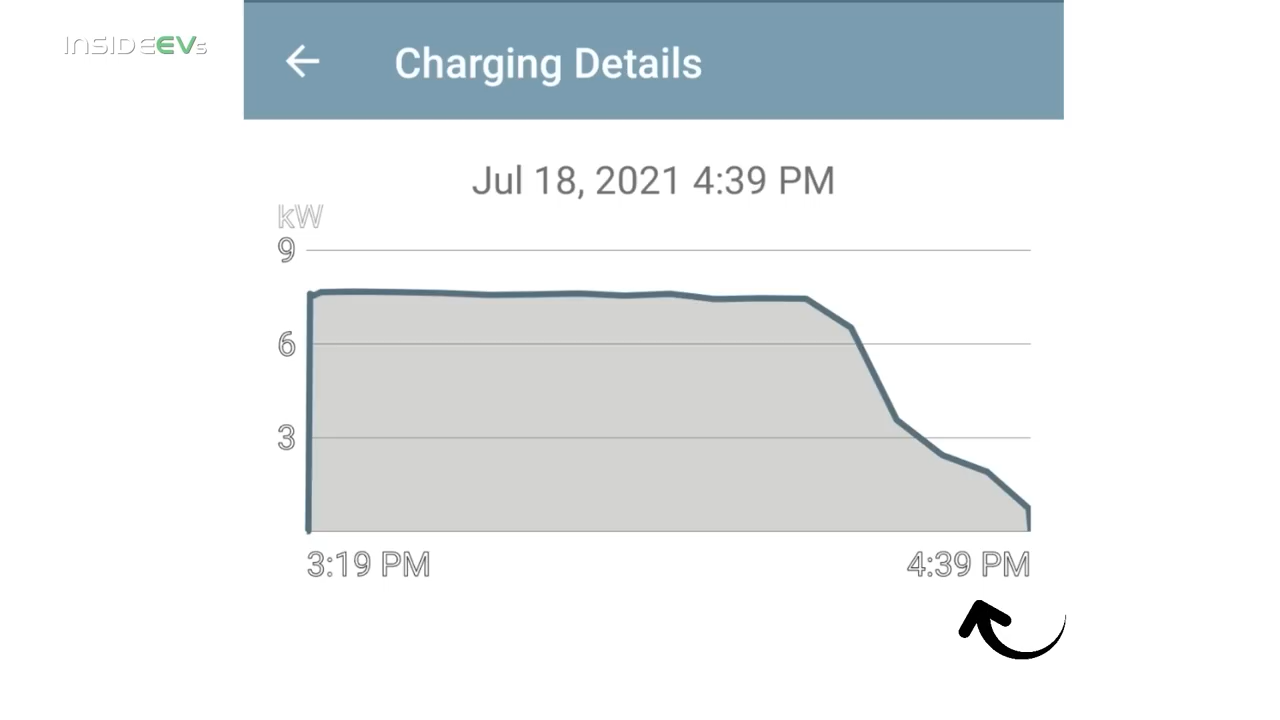 INSIDEEVs
Charging Details
Jul 18, 2021 4:39 PM
kW
9
6
3
3:19 PM 4:39 PM